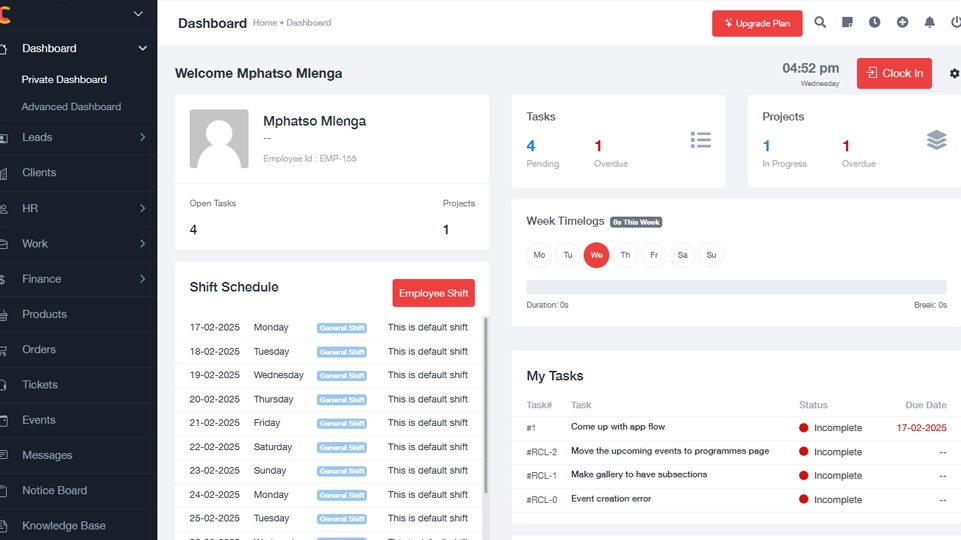 Dashboard
Private Dashboard
Advanced Dashboard
Leads
Clients
HR
Work
Finance
Products
Orders
Tickets
Events
Messages
Notice Board
Knowledge Base
Dashboard Home • Dashboard
Upgrade Plan
Welcome Mphatso Mlenga
04:52 pm
Wednesday
Clock In
Mphatso Mlenga
--
Employee Id : EMP-155
Open Tasks Projects
4 1
Shift Schedule
Employee Shift
17-02-2025 Monday General Shift This is default shift
18-02-2025 Tuesday General Shift This is default shift
19-02-2025 Wednesday General Shift This is default shift
20-02-2025 Thursday General Shift This is default shift
21-02-2025 Friday General Shift This is default shift
22-02-2025 Saturday General Shift This is default shift
23-02-2025 Sunday General Shift This is default shift
24-02-2025 Monday General Shift This is default shift
25-02-2025 Tuesday General Shift This is default shift
Tasks
4 1
Pending Overdue
Projects
1 1
In Progress Overdue
Week Timelogs 0s This Week
Mo Tu We Th Fr Sa Su
Duration: 0s Break: 0s
My Tasks
Task# Task Status Due Date
#1 Come up with app flow Incomplete 17-02-2025
#RCL-2 Move the upcoming events to programmes page Incomplete --
#RCL-1 Make gallery to have subsections Incomplete --
#RCL-0 Event creation error Incomplete --